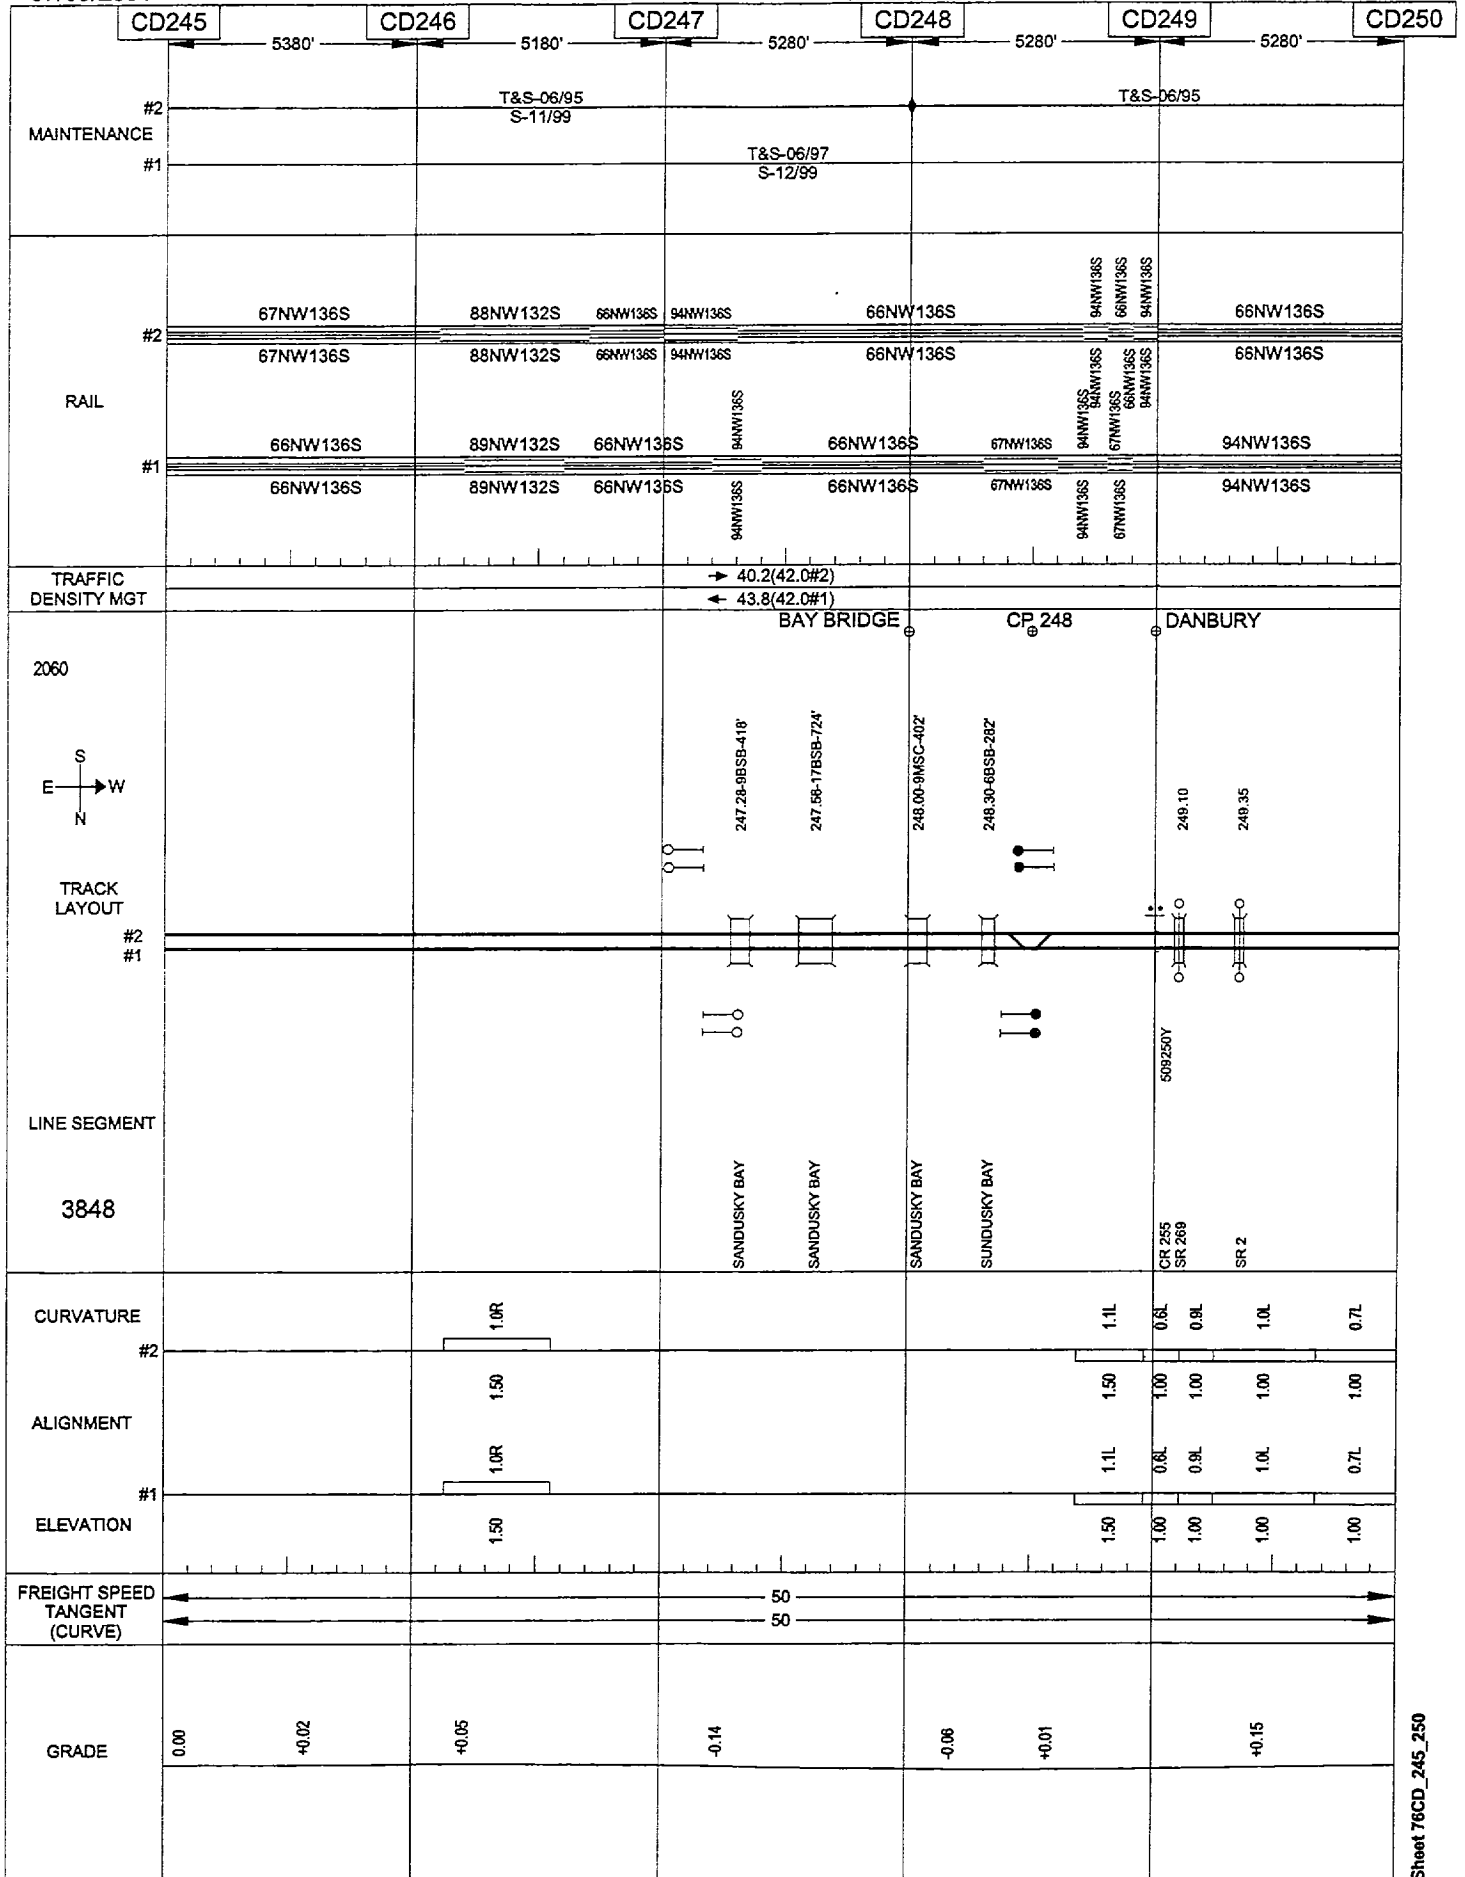 CD245 CD246 CD247 CD248 CD249 CD250
5380' 5180' 5280' 5280' 5280'
MAINTENANCE
#2
T&S-06/95
S-11/99
T&S-06/95
#1
T&S-06/97
S-12/99
RAIL
94NW136S 66NW136S 94NW136S
67NW136S 88NW132S 66NW136S 94NW136S 66NW136S 66NW136S
#2
67NW136S 88NW132S 66NW136S 94NW136S 66NW136S 66NW136S
94NW136S 66NW136S 94NW136S
94NW136S 94NW136S 67NW136S
66NW136S 89NW132S 66NW136S 66NW136S 67NW136S 94NW136S
#1
66NW136S 89NW132S 66NW136S 66NW136S 67NW136S 94NW136S
94NW136S 94NW136S 67NW136S
TRAFFIC
DENSITY MGT
40.2(42.0#2)
43.8(42.0#1)
BAY BRIDGE CP 248 DANBURY
2060
S
E W
N
247.28-9BSB-418'
247.56-17BSB-724'
248.00-9MSC-402'
248.30-6BSB-282'
249.10
249.35
TRACK
LAYOUT
#2
#1
509250Y
LINE SEGMENT
3848
SANDUSKY BAY
SANDUSKY BAY
SANDUSKY BAY
SUNDUSKY BAY
CR 255
SR 269
SR 2
CURVATURE
1.0R 1.1L 0.6L 0.9L 1.0L 0.7L
#2
1.50 1.50 1.00 1.00 1.00 1.00
ALIGNMENT
1.0R 1.1L 0.6L 0.9L 1.0L 0.7L
#1
ELEVATION
1.50 1.50 1.00 1.00 1.00 1.00
FREIGHT SPEED
TANGENT
(CURVE)
50
50
GRADE
0.00 +0.02 +0.05 -0.14 -0.06 +0.01 +0.15
Sheet 76CD_245_250